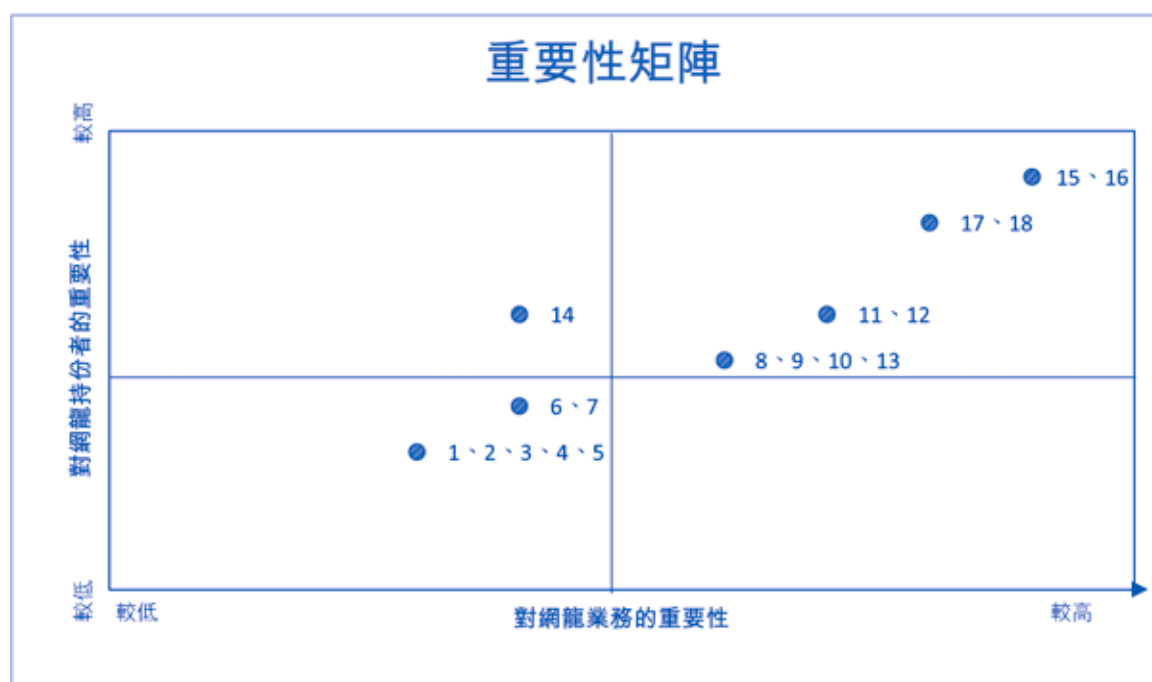 重要性矩陣
較高
對網龍持份者的重要性
較低
15、16
17、18
14
11、12
8、9、10、13
6、7
1、2、3、4、5
較低
對網龍業務的重要性
較高